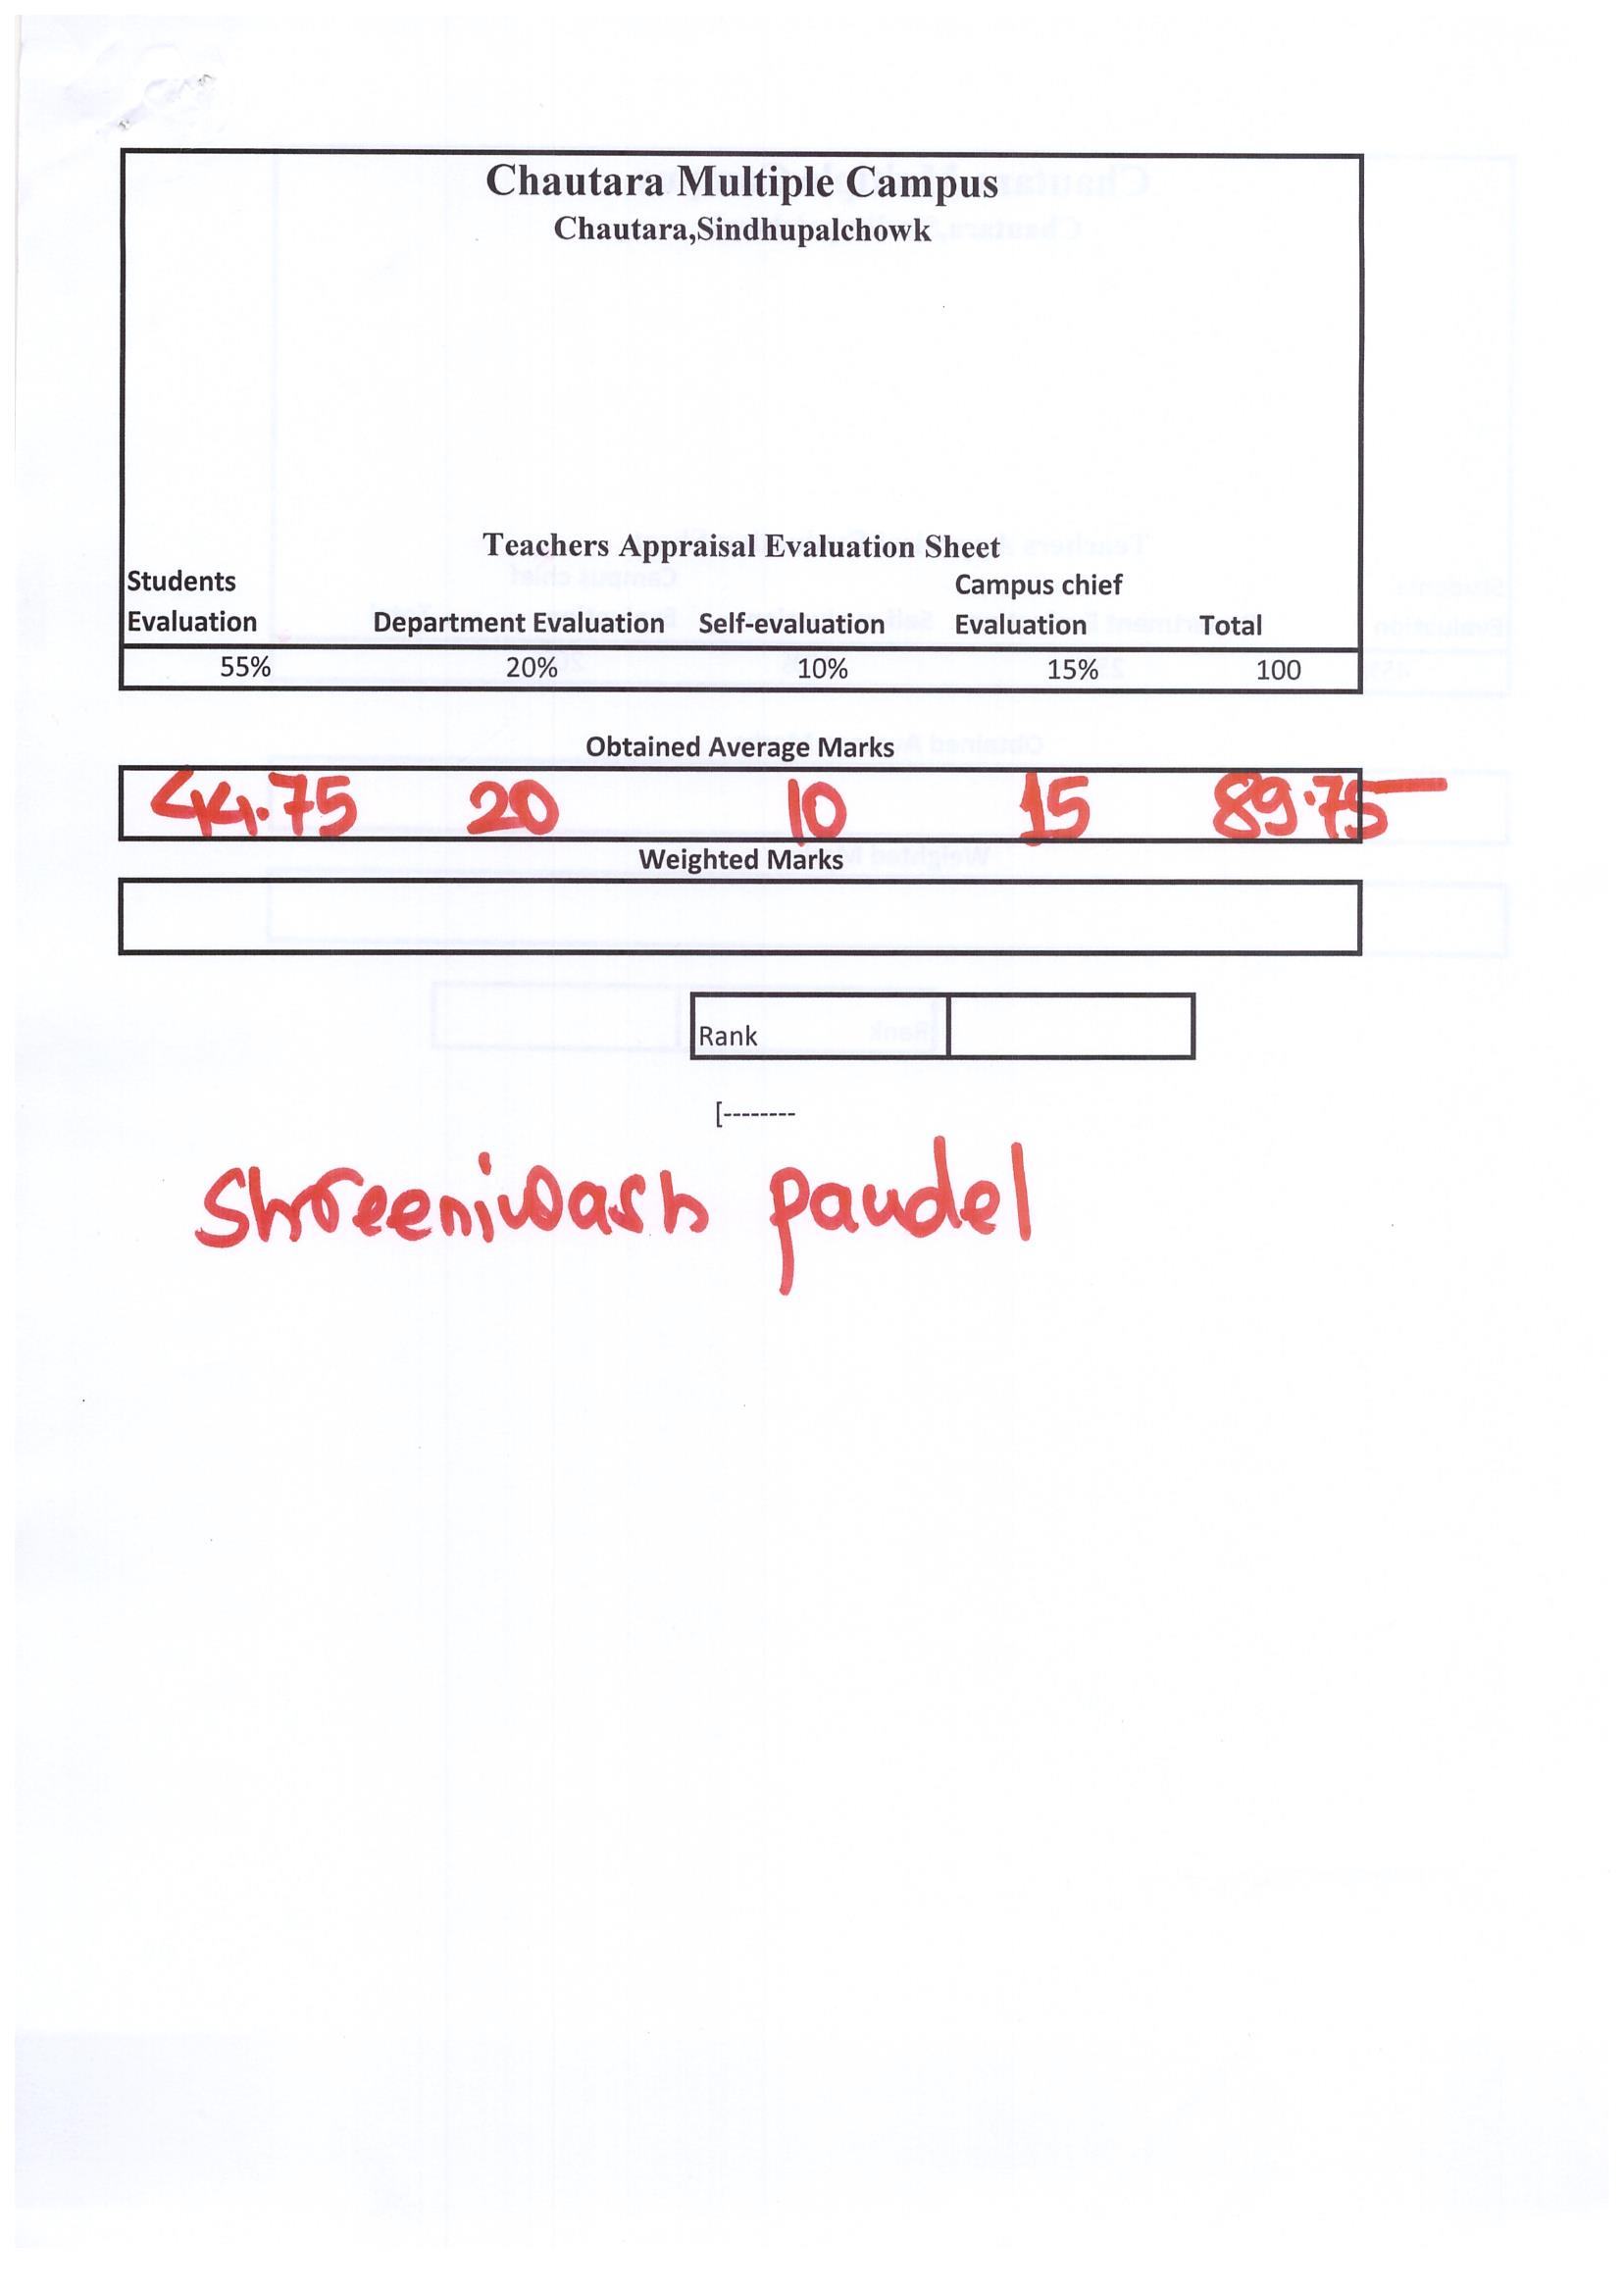 Chautara Multiple Campus
Chautara,Sindhupalchowk
Teachers Appraisal Evaluation Sheet
Students Evaluation Department Evaluation Self-evaluation Campus chief Evaluation Total
55% 20% 10% 15% 100
Obtained Average Marks
44.75 20 10 15 89.75
Weighted Marks
Rank
[--------
Shreeniwash paudel